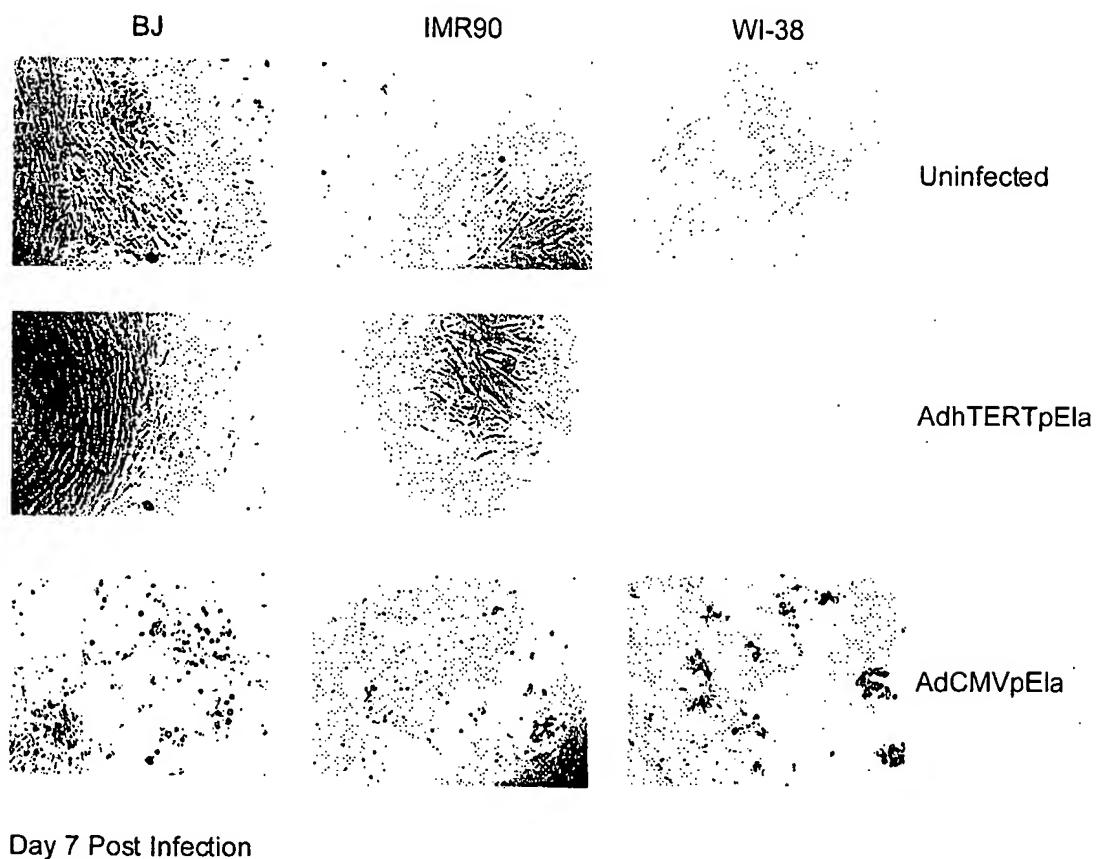 BJ
IMR90
WI-38
Uninfected
AdhTERTpEla
AdCMVpEla
Day 7 Post Infection